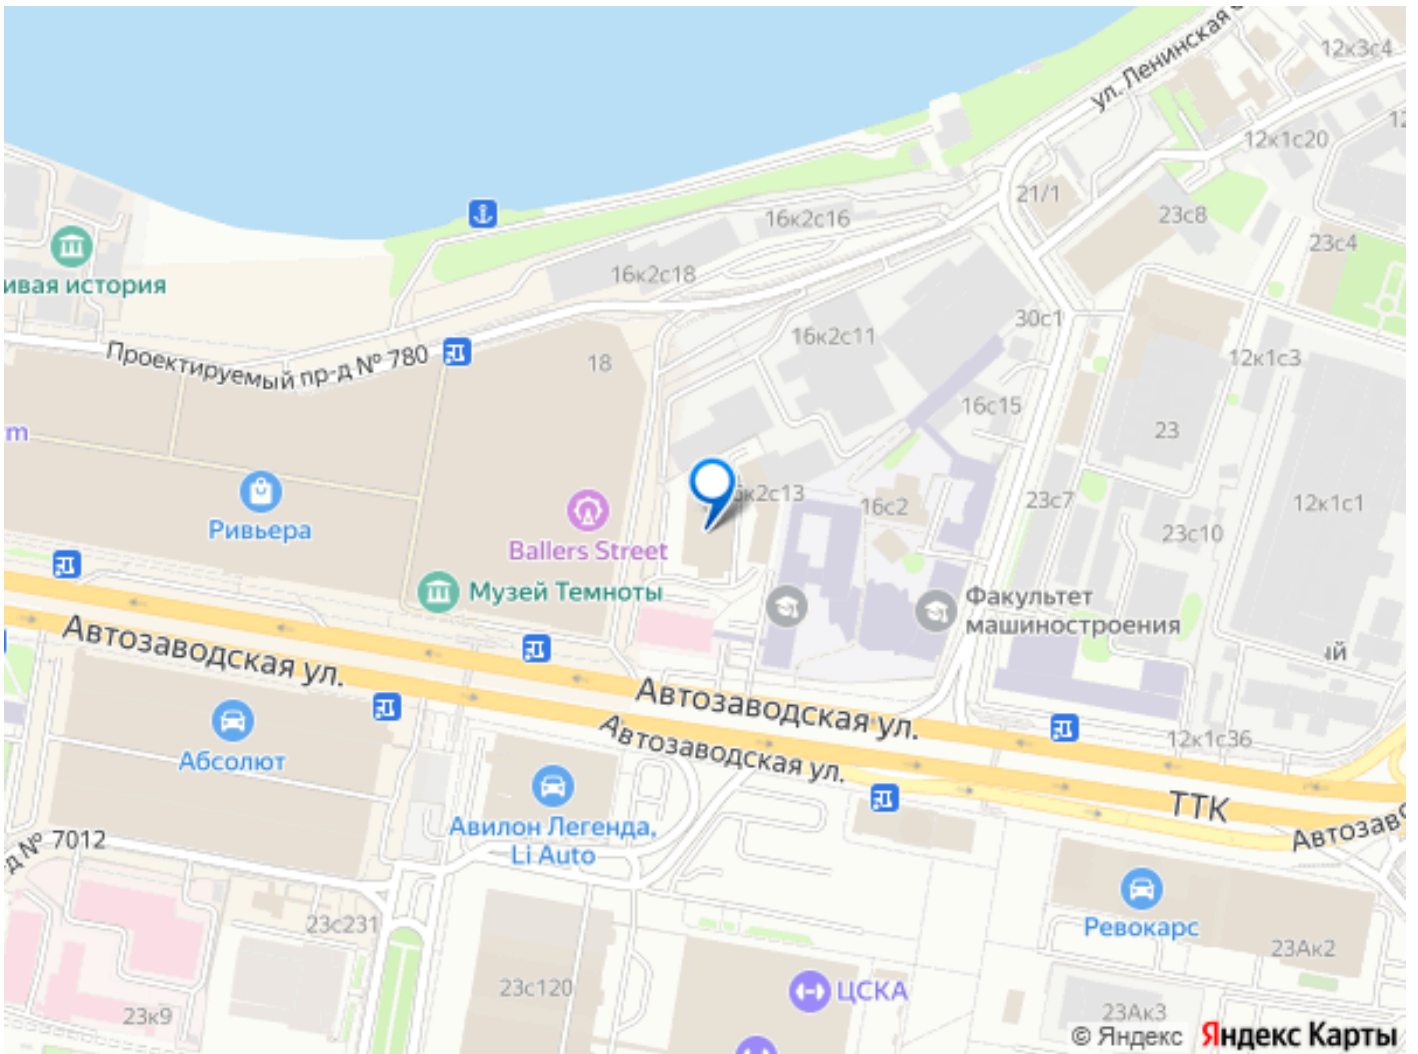 ул. Ленинская
12к3с4
12к1с20
21/1
23с8
16к2с16
23с4
ивая история
16к2с18
30с1
16к2с11
12к1с3
Проектируемый пр-д № 780
18
16с15
23
m
Ривьера
Ballers Street
6к2с13
16с2
23с7
12к1с1
23с10
Музей Темноты
Факультет
машиностроения
ый
Автозаводская ул.
Автозаводская ул.
Автозаводская ул.
Абсолют
12к1с36
ТТК
Автозаво
Авилон Легенда,
Li Auto
д № 7012
23с231
Ревокарс
23Ак2
23с120
ЦСКА
23к9
23Ак3
© Яндекс Яндекс Карты